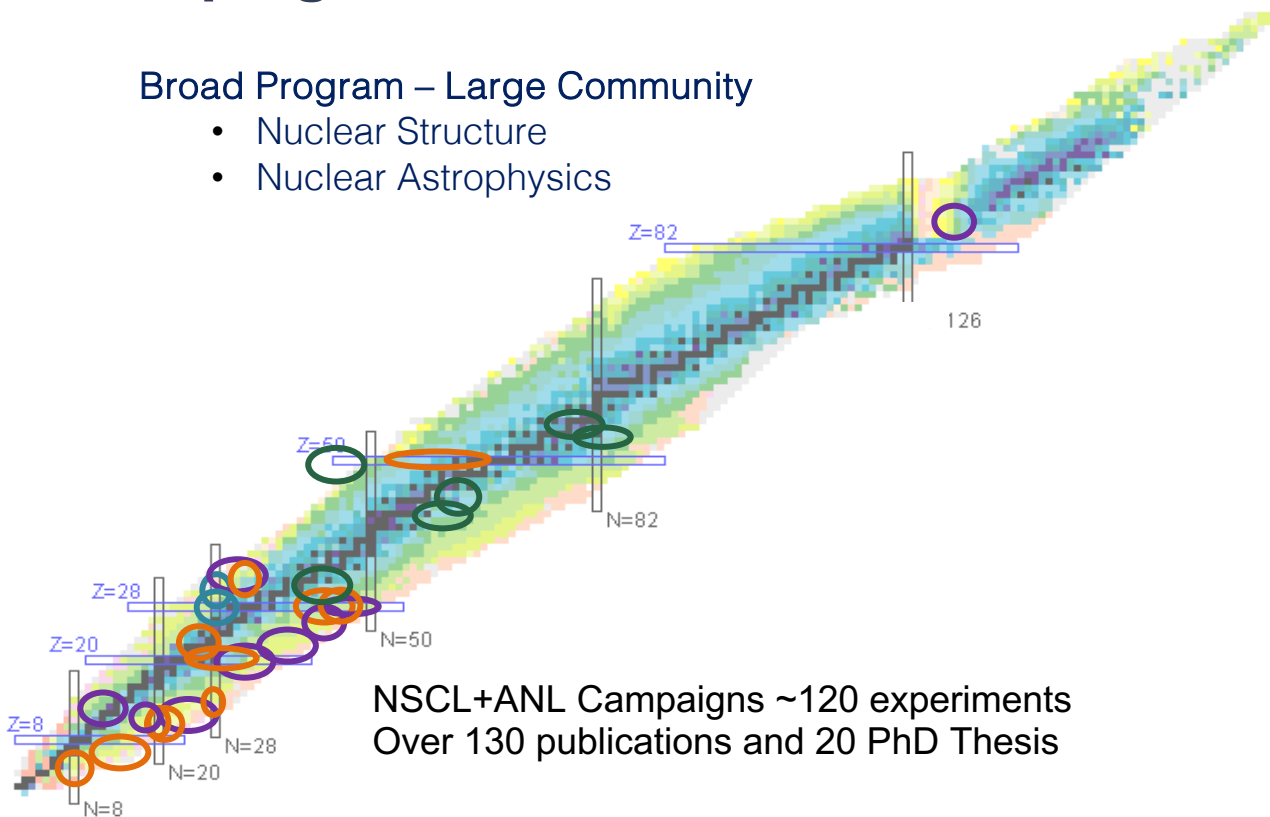 Broad Program – Large Community
• Nuclear Structure
• Nuclear Astrophysics
Z=82
126
Z=50
N=82
Z=28
N=50
Z=20
NSCL+ANL Campaigns ~120 experiments
Over 130 publications and 20 PhD Thesis
Z=8
N=28
N=20
N=8